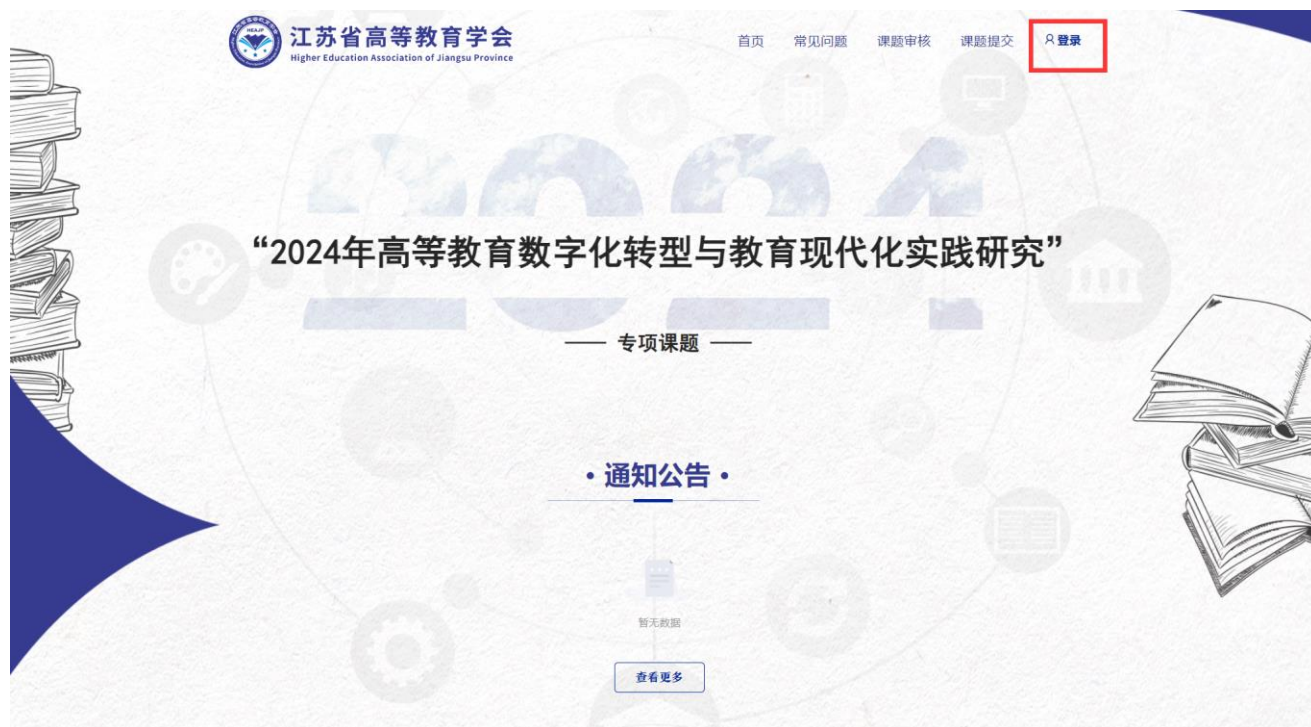 江苏省高等教育学会
Higher Education Association of Jiangsu Province
首页 常见问题 课题审核 课题提交 登录
2024
“2024年高等教育数字化转型与教育现代化实践研究”
专项课题
·通知公告·
暂无数据
查看更多